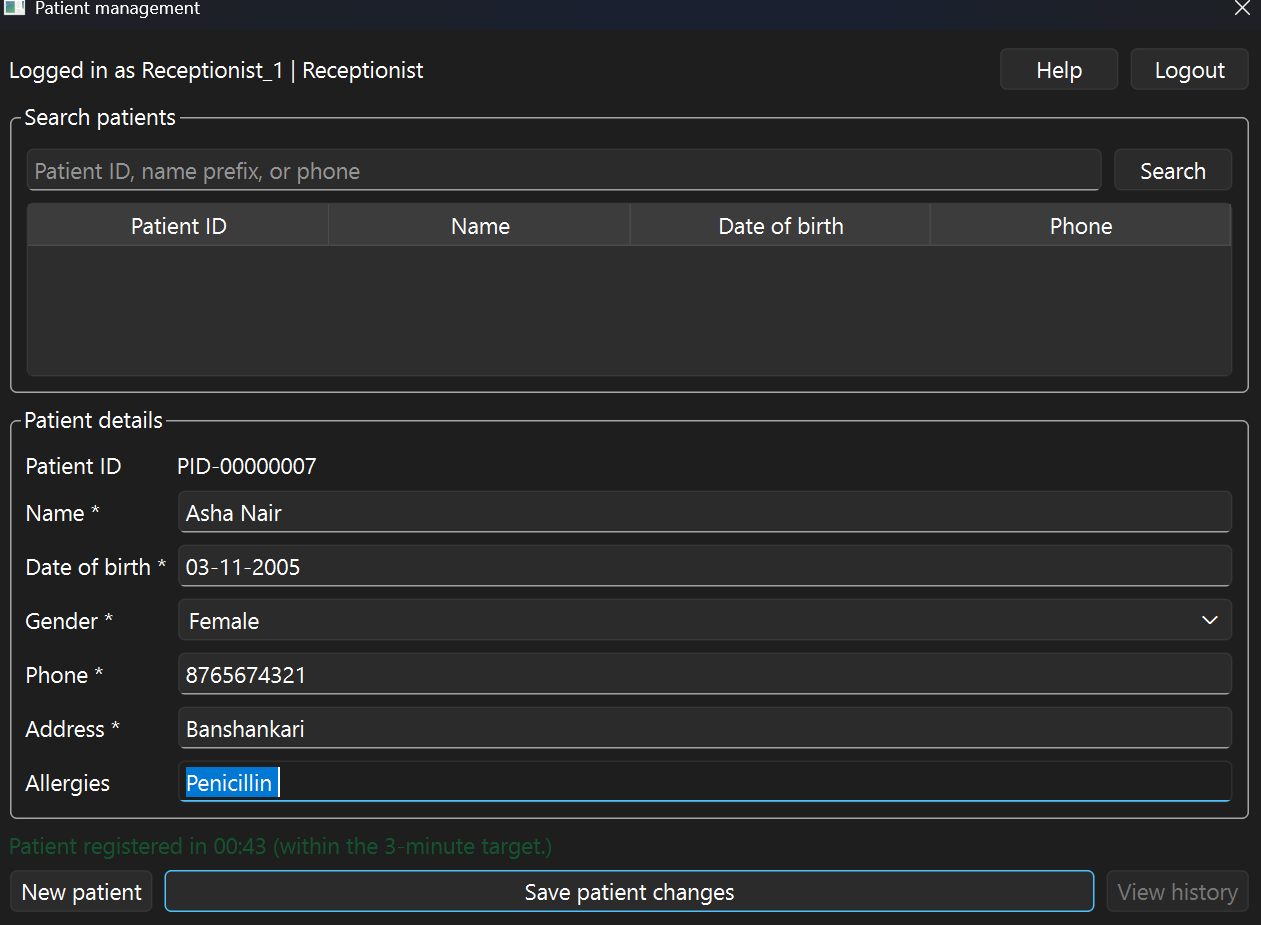 Patient management
Logged in as Receptionist_1 | Receptionist
Help
Logout
Search patients
Patient ID, name prefix, or phone
Search
Patient ID
Name
Date of birth
Phone
Patient details
Patient ID
PID-00000007
Name *
Asha Nair
Date of birth *
03-11-2005
Gender *
Female
Phone *
8765674321
Address *
Banshankari
Allergies
Penicillin
Patient registered in 00:43 (within the 3-minute target.)
New patient
Save patient changes
View history